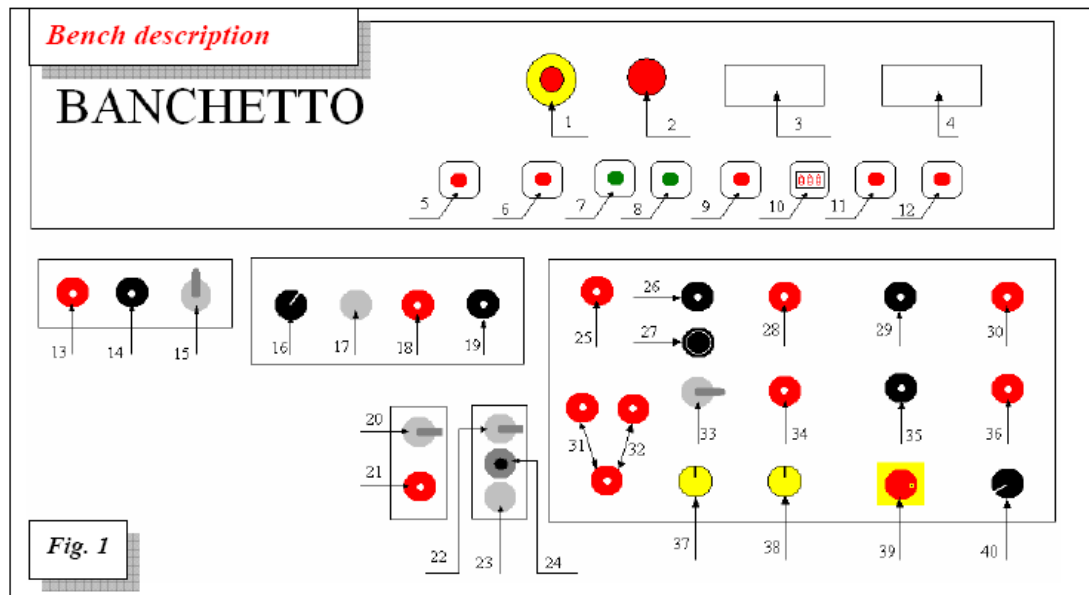 Bench description
BANCHETTO
1 2 3 4
000
5 6 7 8 9 10 11 12
13 14 15
16 17 18 19
25 26 28 29 30
27
20
31 32 33 34 35 36
21
22 23 24
37 38 39 40
Fig. 1